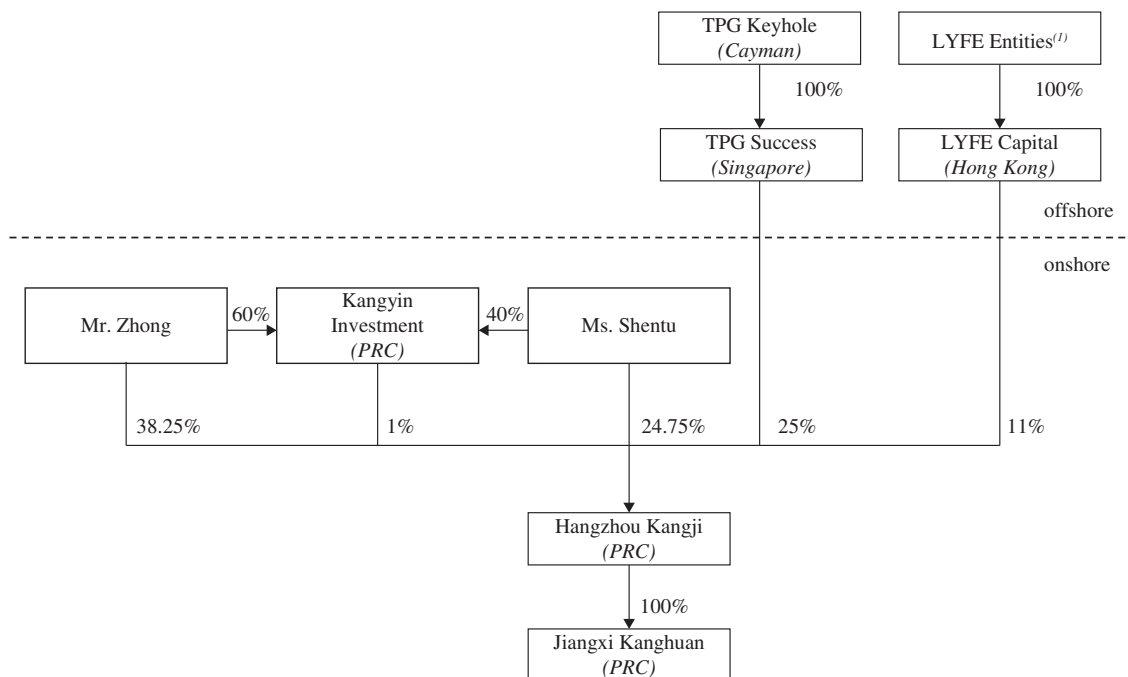 TPG Keyhole
(Cayman)
LYFE Entities(1)
100%
100%
TPG Success
(Singapore)
LYFE Capital
(Hong Kong)
offshore
onshore
Mr. Zhong
60%
Kangyin
Investment
(PRC)
40%
Ms. Shentu
38.25%
1%
24.75%
25%
11%
Hangzhou Kangji
(PRC)
100%
Jiangxi Kanghuan
(PRC)